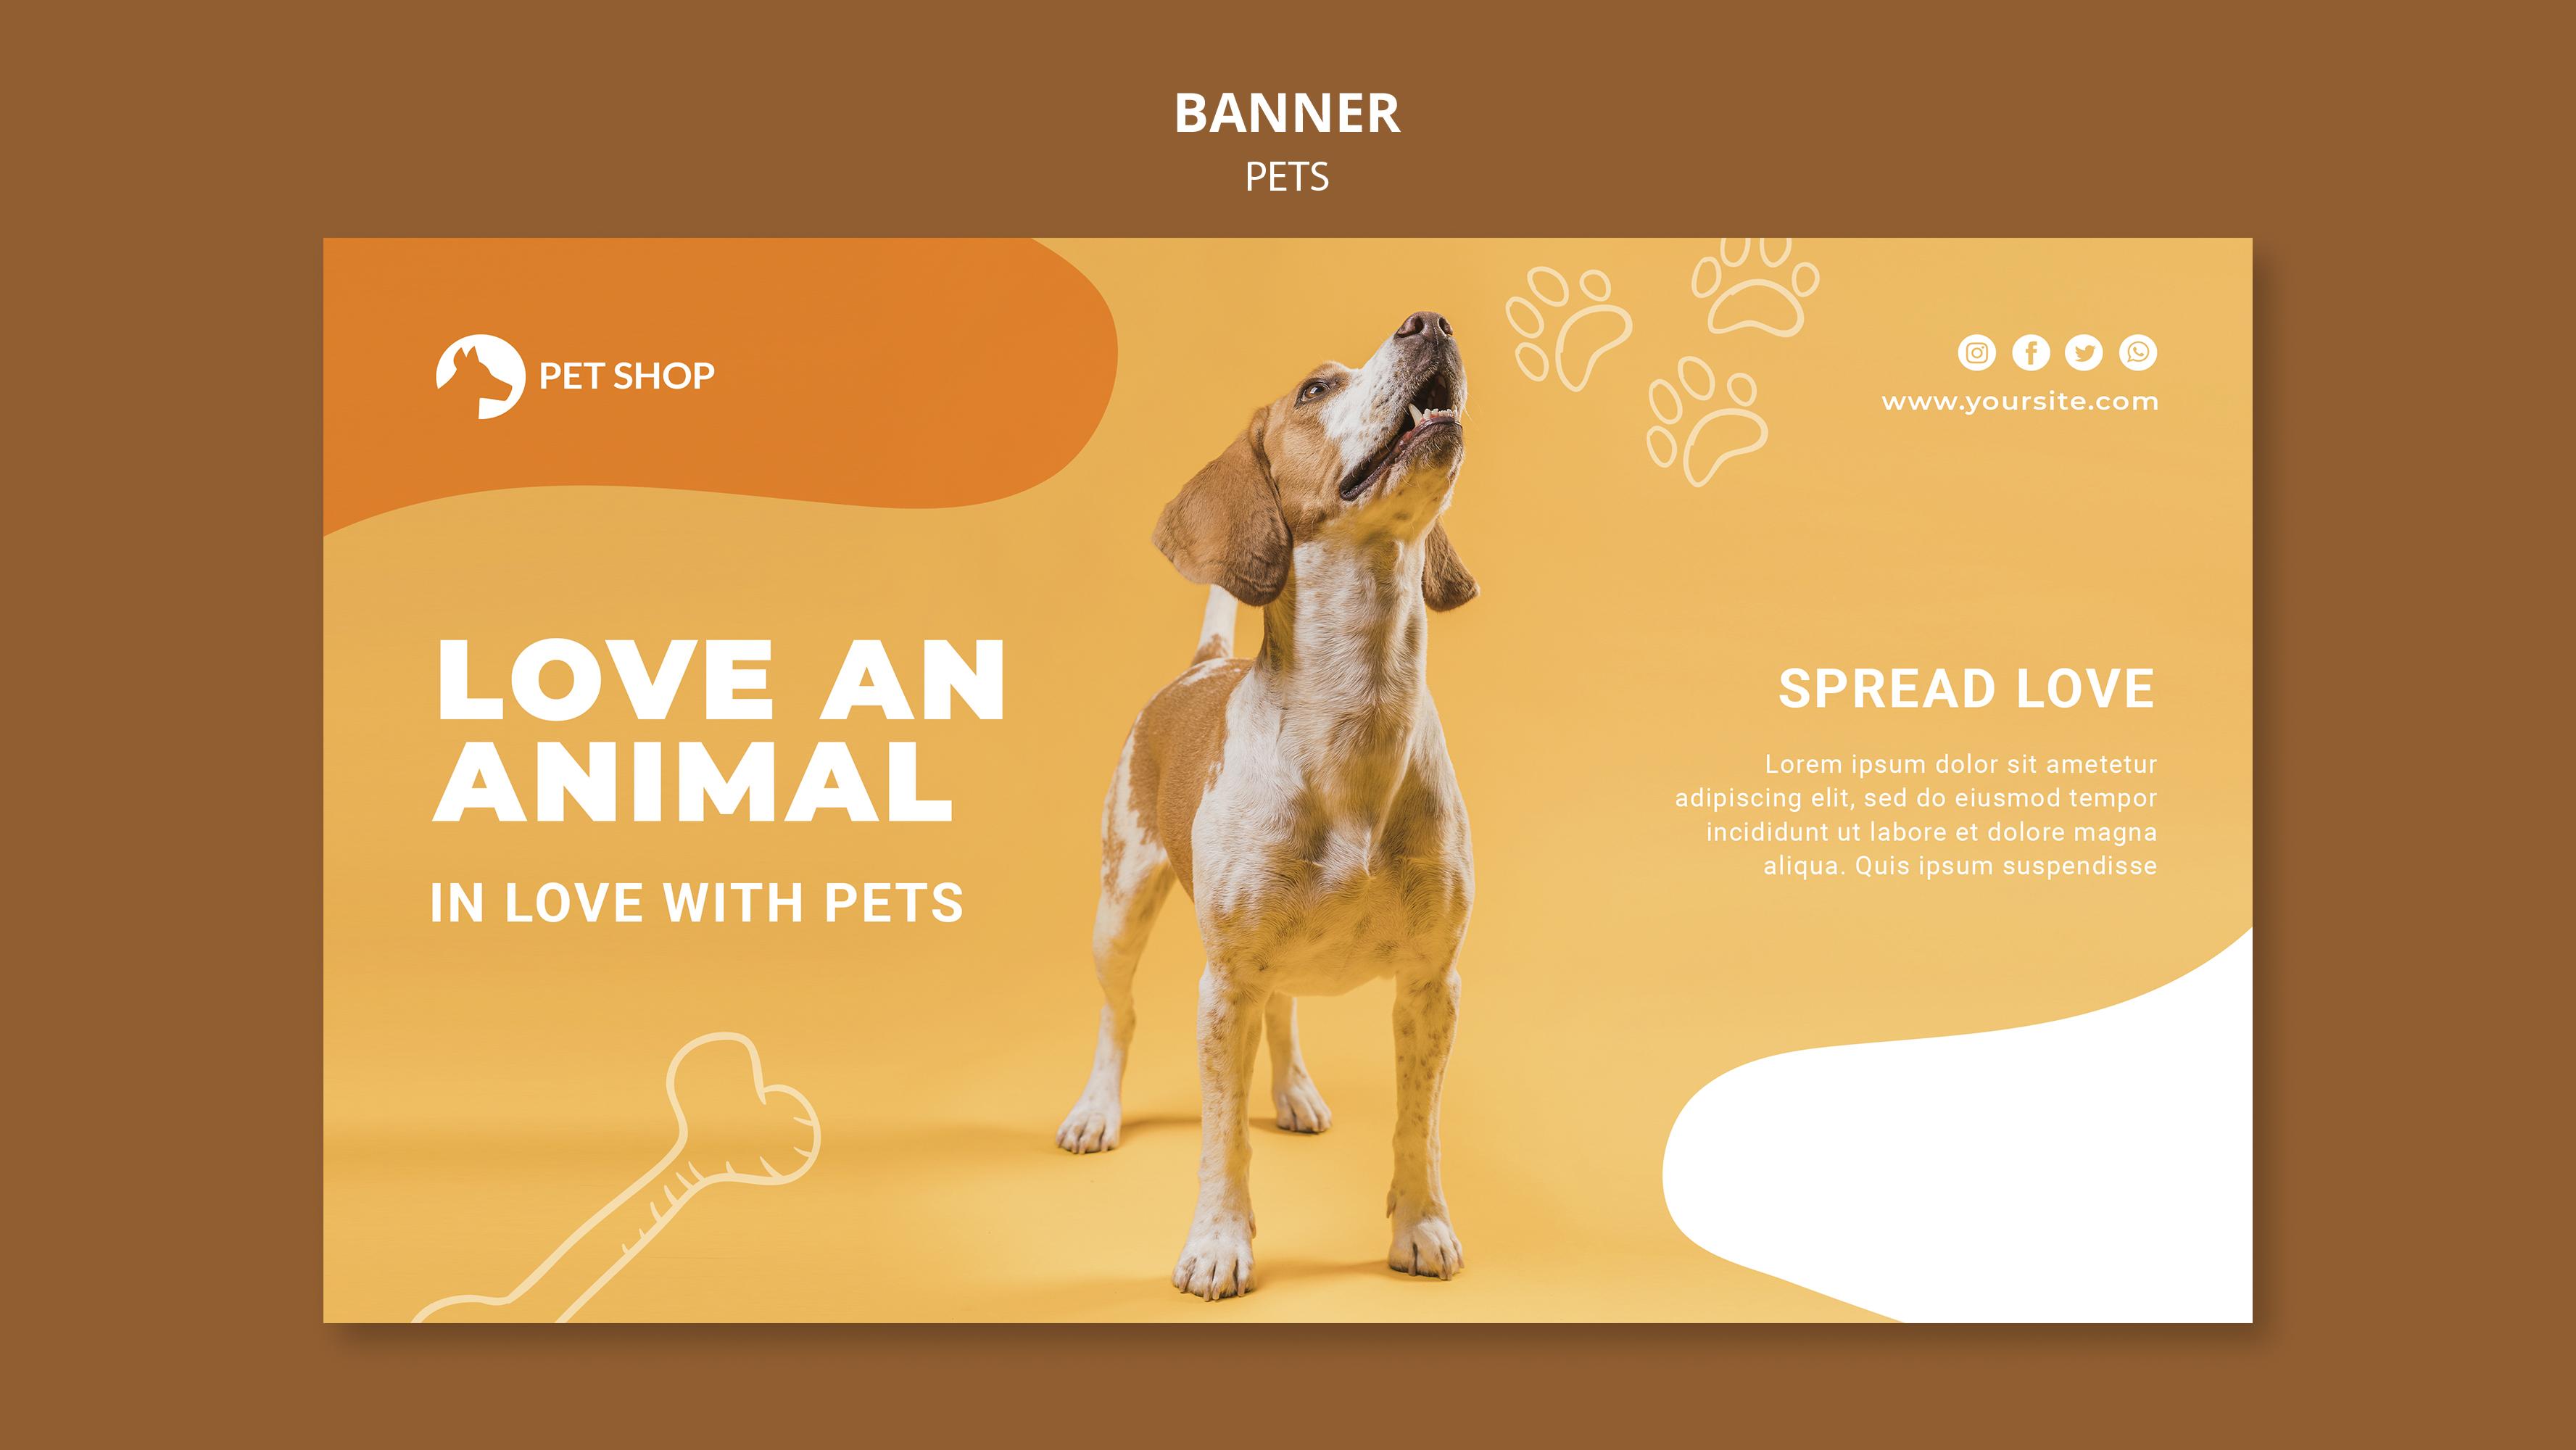 BANNER
PETS
PET SHOP
www.yoursite.com
LOVE AN
ANIMAL
IN LOVE WITH PETS
SPREAD LOVE
Lorem ipsum dolor sit ametetur
adipiscing elit, sed do eiusmod tempor
incididunt ut labore et dolore magna
aliqua. Quis ipsum suspendisse